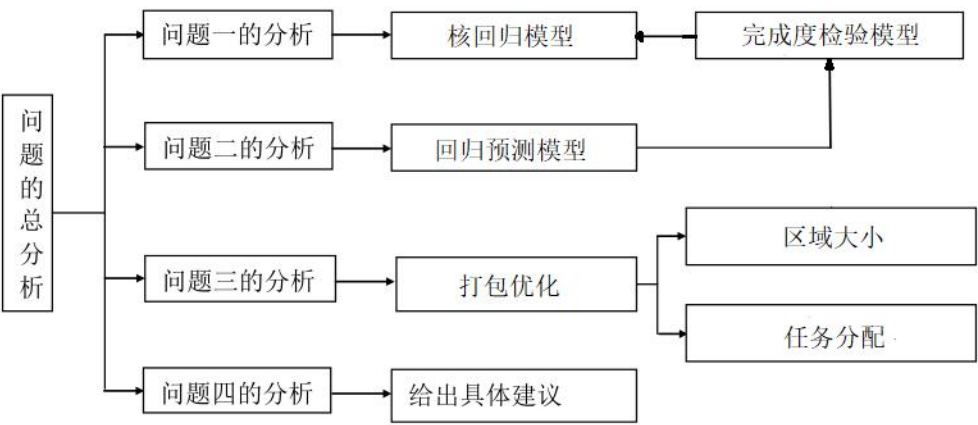 问题的总分析
问题一的分析
核回归模型
完成度检验模型
问题二的分析
回归预测模型
问题三的分析
打包优化
区域大小
任务分配
问题四的分析
给出具体建议